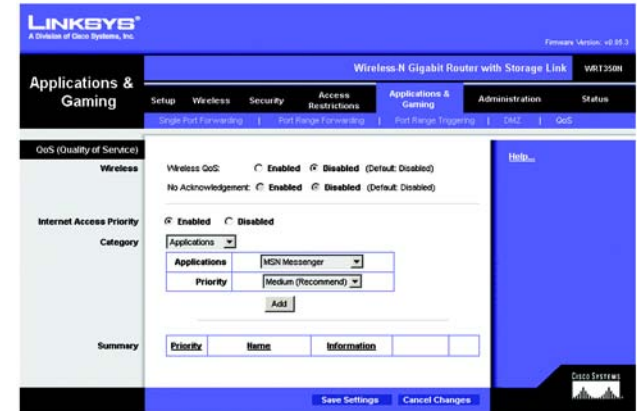 LINKSYS®
A Division of Cisco Systems, Inc.
Firmware Version: v0.95.3
Wireless-N Gigabit Router with Storage Link WRT350N
Applications & Gaming
Setup Wireless Security Access Restrictions Applications & Gaming Administration Status
Single Port Forwarding | Port Range Forwarding | Port Range Triggering | DMZ | QoS
QoS (Quality of Service)
Wireless
Wireless QoS: Enabled Disabled (Default: Disabled)
No Acknowledgement: Enabled Disabled (Default: Disabled)
Help...
Internet Access Priority Enabled Disabled
Category Applications
Applications MSN Messenger
Priority Medium (Recommend)
Add
Summary Priority Name Information
Save Settings Cancel Changes
CISCO SYSTEMS